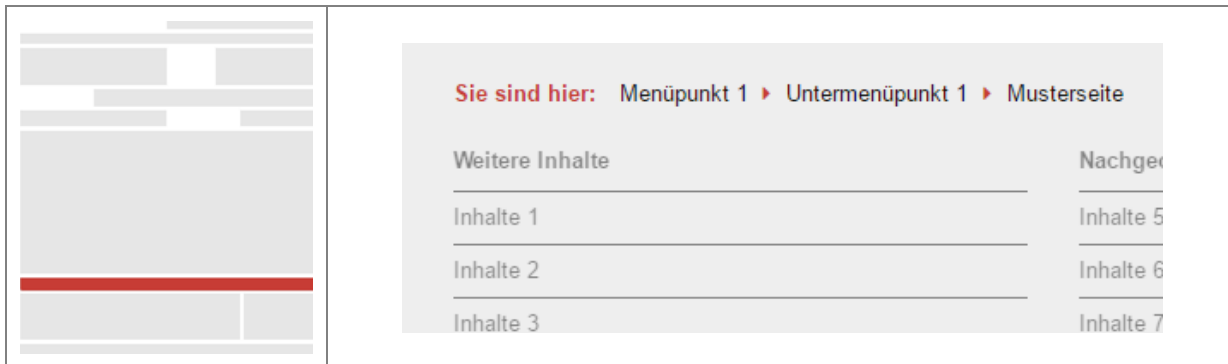 Sie sind hier: Menüpunkt 1 Untermenüpunkt 1 Musterseite
Weitere Inhalte
Inhalte 1 Inhalte 5
Inhalte 2 Inhalte 6
Inhalte 3 Inhalte 7